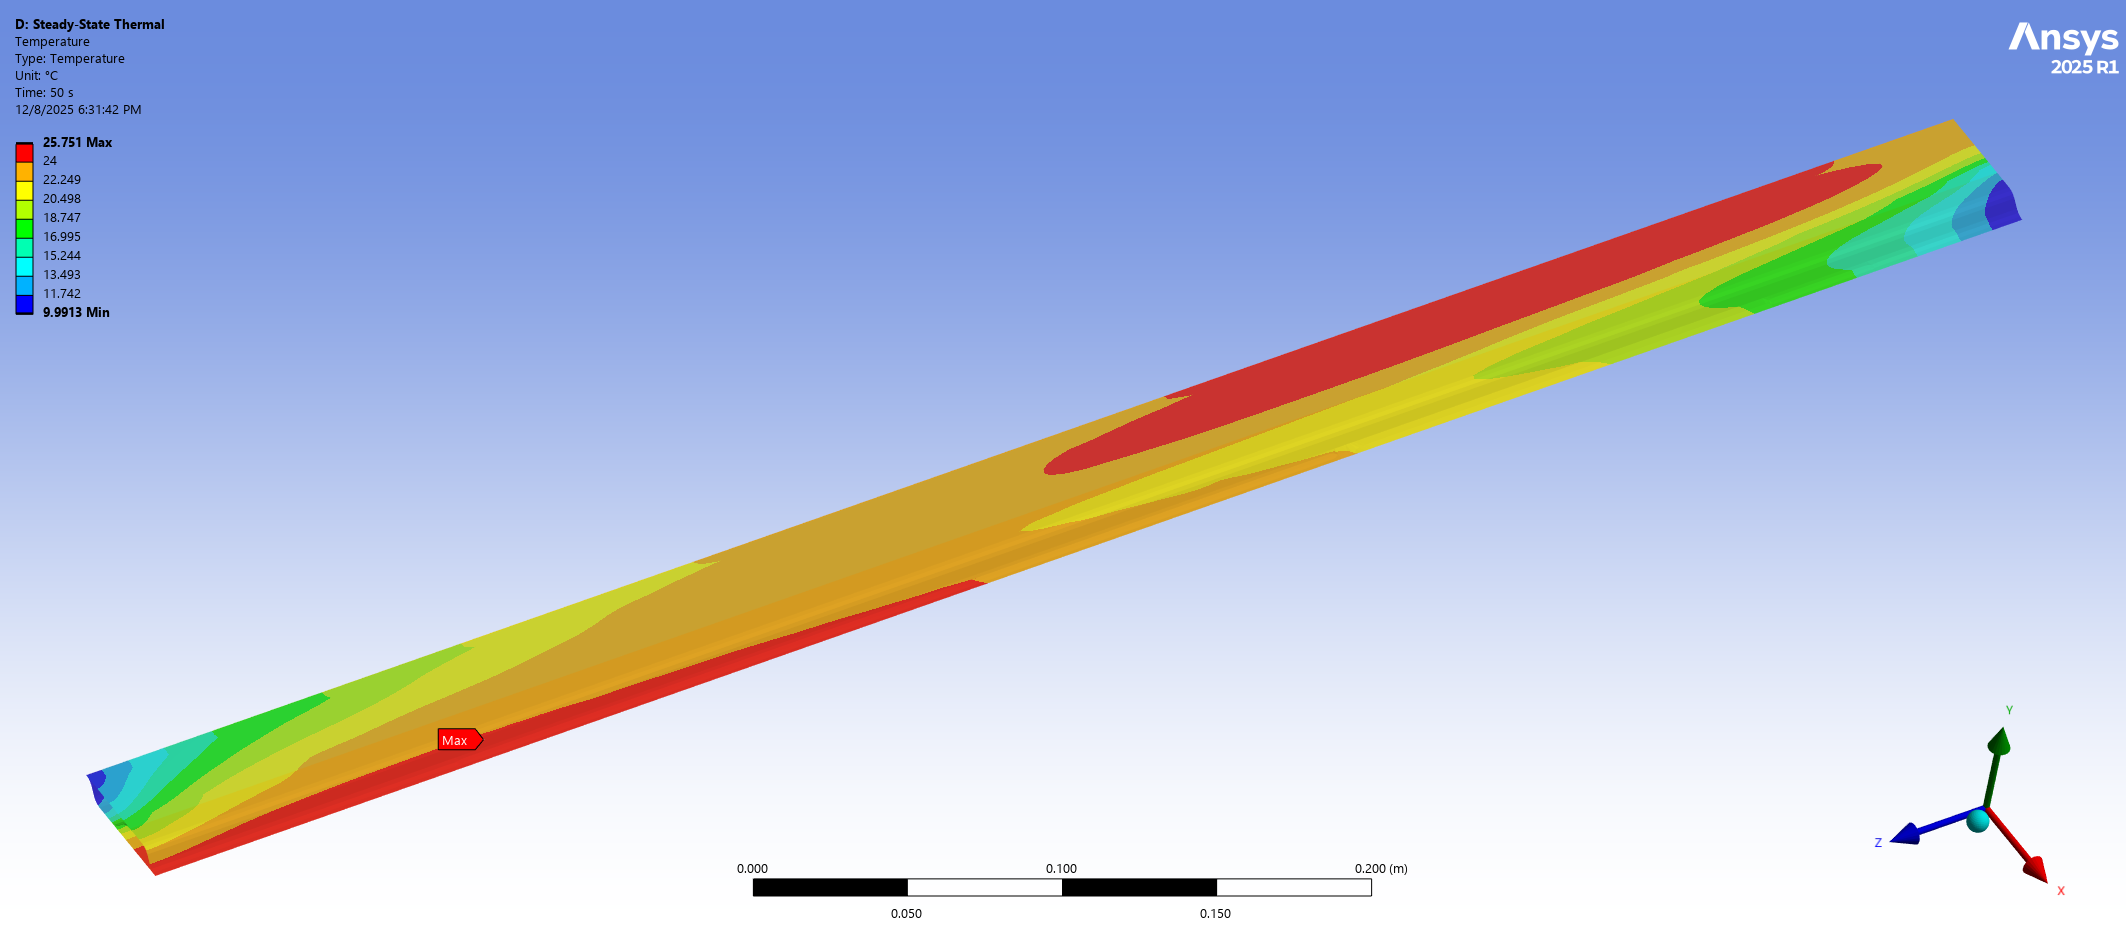 D: Steady-State Thermal
Temperature
Type: Temperature
Unit: °C
Time: 50 s
12/8/2025 6:31:42 PM
25.751 Max
24
22.249
20.498
18.747
16.995
15.244
13.493
11.742
9.9913 Min
Ansys
2025 R1
Max
0.000 0.100 0.200 (m)
0.050 0.150
Y
Z
X